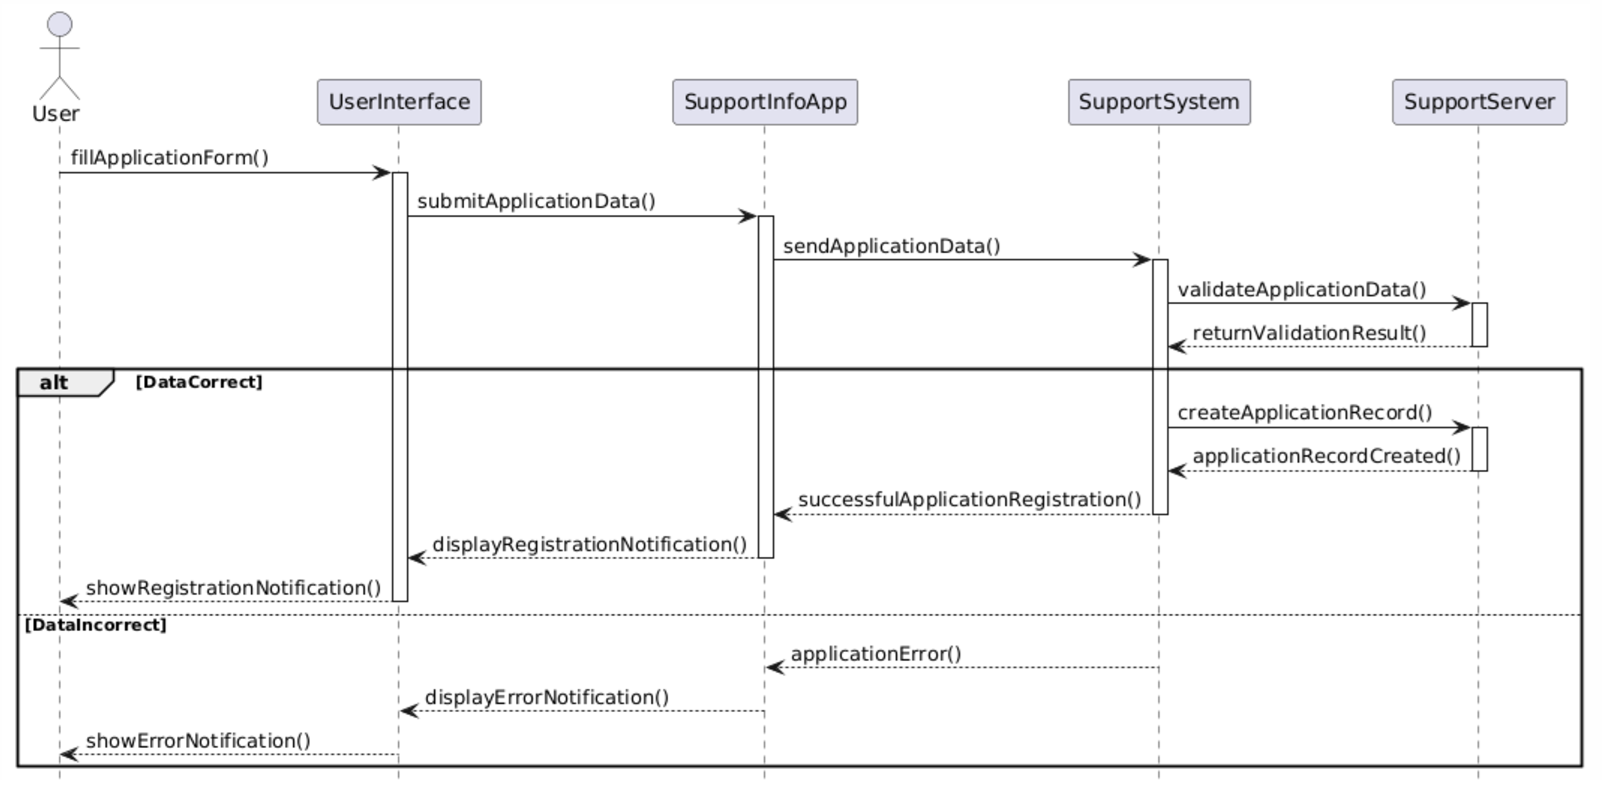 User
UserInterface
SupportInfoApp
SupportSystem
SupportServer
fillApplicationForm()
submitApplicationData()
sendApplicationData()
validateApplicationData()
returnValidationResult()
alt
[DataCorrect]
createApplicationRecord()
applicationRecordCreated()
successfulApplicationRegistration()
displayRegistrationNotification()
showRegistrationNotification()
[DataIncorrect]
applicationError()
displayErrorNotification()
showErrorNotification()